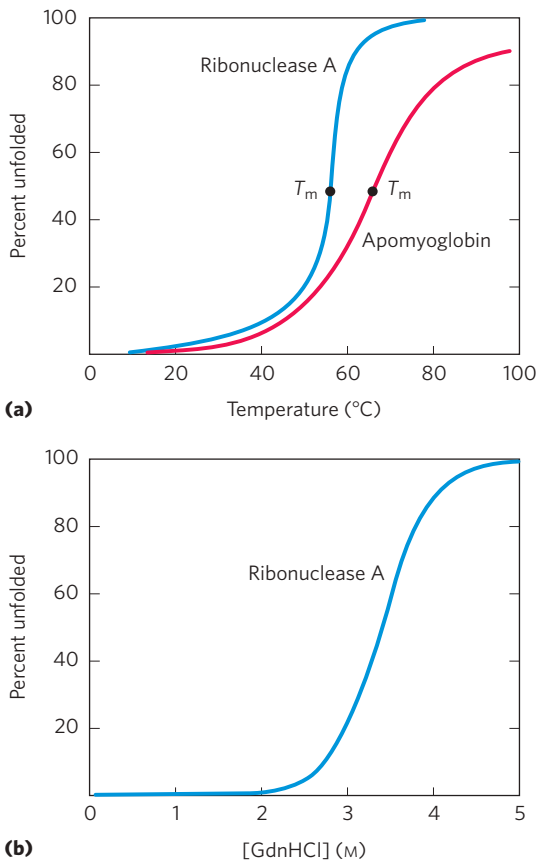 100
Ribonuclease A
80
60
Tm Tm
40
Apomyoglobin
20
0 20 40 60 80 100
Percent unfolded
(a) Temperature (°C)
100
80
Ribonuclease A
60
40
20
0 1 2 3 4 5
Percent unfolded
(b) [GdnHCl] (M)